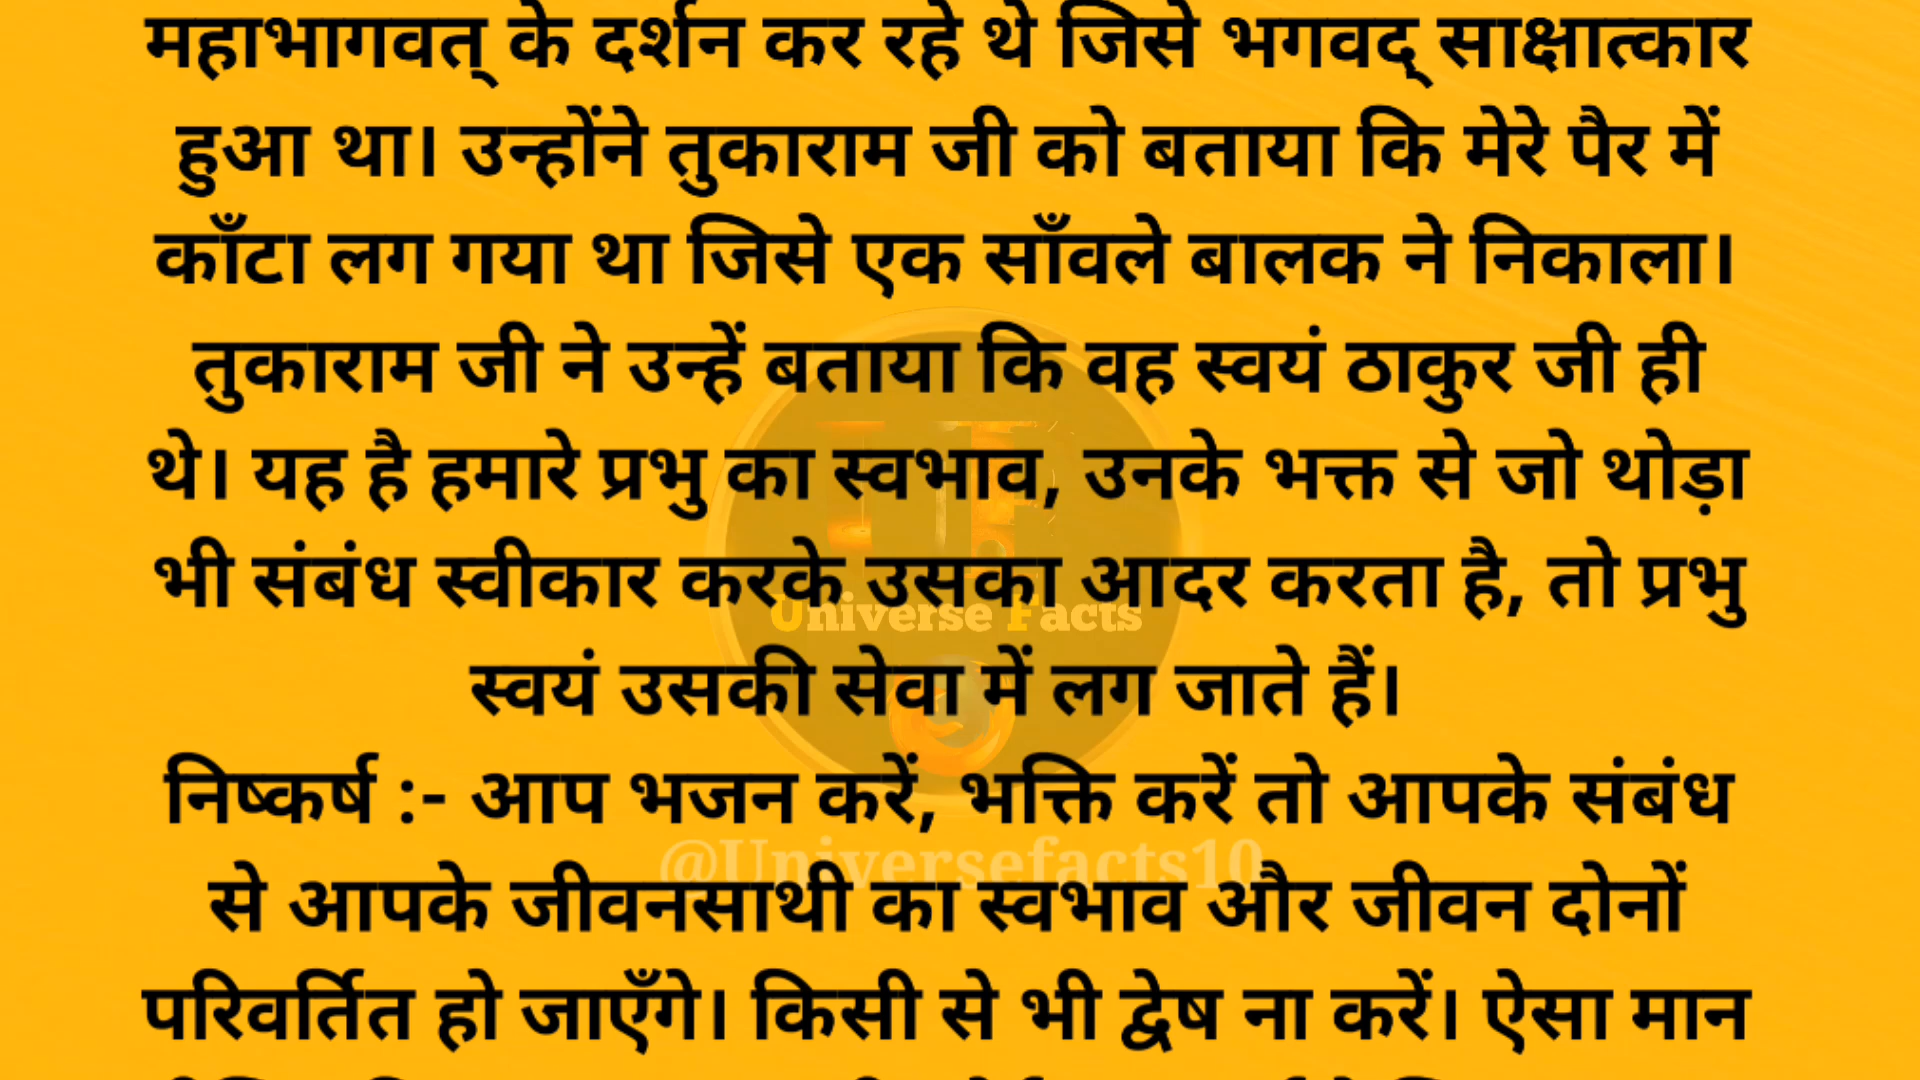 महाभागवत् के दर्शन कर रहे थे जिसे भगवद् साक्षात्कार
हुआ था। उन्होंने तुकाराम जी को बताया कि मेरे पैर में
काँटा लग गया था जिसे एक साँवले बालक ने निकाला।
तुकाराम जी ने उन्हें बताया कि वह स्वयं ठाकुर जी ही
थे। यह है हमारे प्रभु का स्वभाव, उनके भक्त से जो थोड़ा
भी संबंध स्वीकार करके उसका आदर करता है, तो प्रभु
Universe Facts
स्वयं उसकी सेवा में लग जाते हैं।
निष्कर्ष :- आप भजन करें, भक्ति करें तो आपके संबंध
@Universefacts10
से आपके जीवनसाथी का स्वभाव और जीवन दोनों
परिवर्तित हो जाएँगे। किसी से भी द्वेष ना करें। ऐसा मान